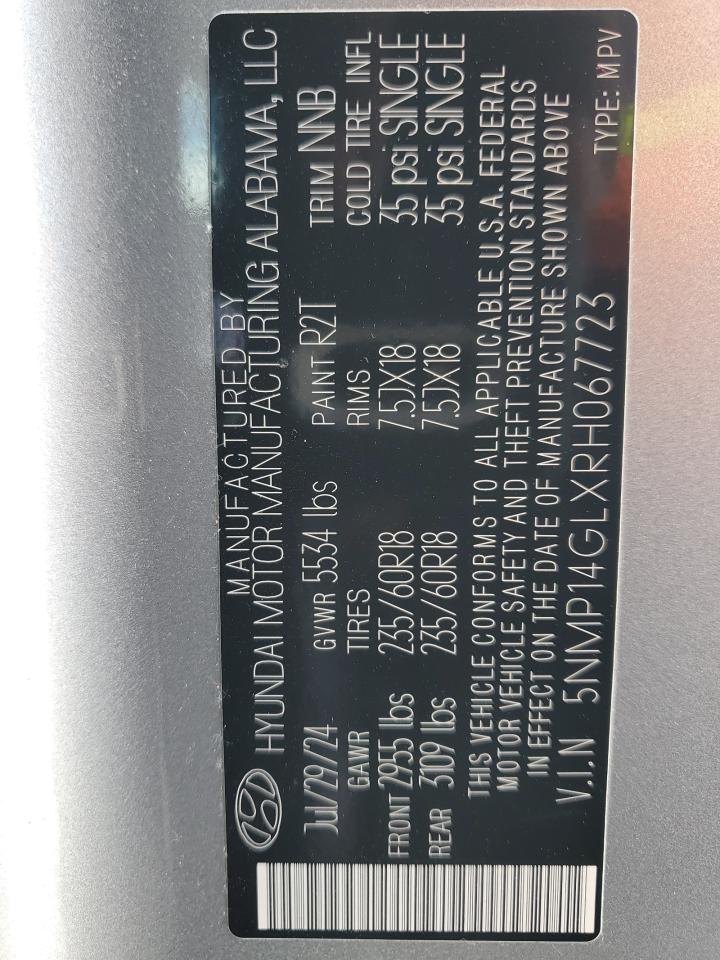 MANUFACTURED BY
HYUNDAI MOTOR MANUFACTURING ALABAMA, LLC
Jul/29/24 GVWR 5534 lbs PAINT R2T TRIM NNB
GAWR TIRES RIMS COLD TIRE INFL
FRONT 2955 lbs 235/60R18 7.5JX18 35 psi SINGLE
REAR 3109 lbs 235/60R18 7.5JX18 35 psi SINGLE
THIS VEHICLE CONFORMS TO ALL APPLICABLE U.S.A. FEDERAL
MOTOR VEHICLE SAFETY AND THEFT PREVENTION STANDARDS
IN EFFECT ON THE DATE OF MANUFACTURE SHOWN ABOVE
V.I.N 5NMP14GLXRH067723 TYPE: MPV